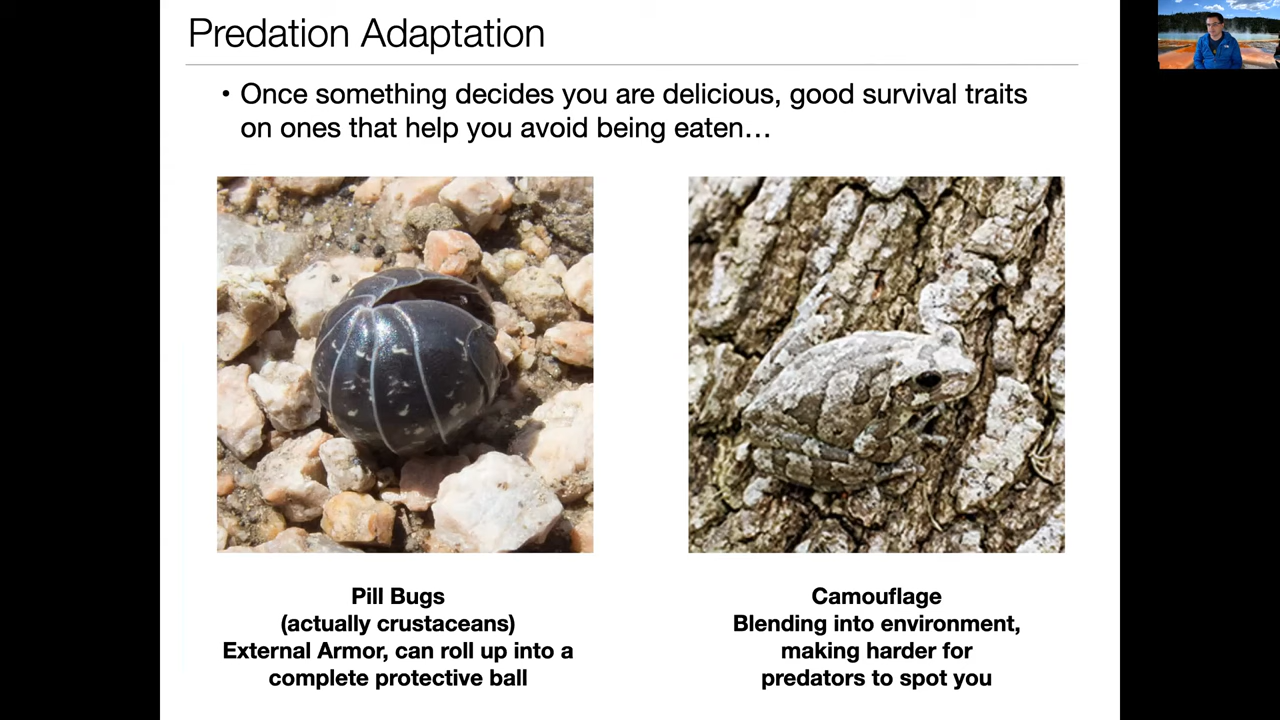 Predation Adaptation
• Once something decides you are delicious, good survival traits
on ones that help you avoid being eaten…
Pill Bugs
(actually crustaceans)
External Armor, can roll up into a
complete protective ball
Camouflage
Blending into environment,
making harder for
predators to spot you